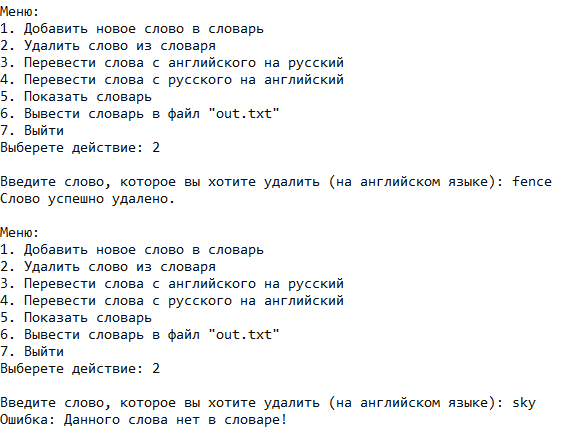 Меню:
1. Добавить новое слово в словарь
2. Удалить слово из словаря
3. Перевести слова с английского на русский
4. Перевести слова с русского на английский
5. Показать словарь
6. Вывести словарь в файл "out.txt"
7. Выйти
Выберете действие: 2
Введите слово, которое вы хотите удалить (на английском языке): fence
Слово успешно удалено.
Меню:
1. Добавить новое слово в словарь
2. Удалить слово из словаря
3. Перевести слова с английского на русский
4. Перевести слова с русского на английский
5. Показать словарь
6. Вывести словарь в файл "out.txt"
7. Выйти
Выберете действие: 2
Введите слово, которое вы хотите удалить (на английском языке): sky
Ошибка: Данного слова нет в словаре!